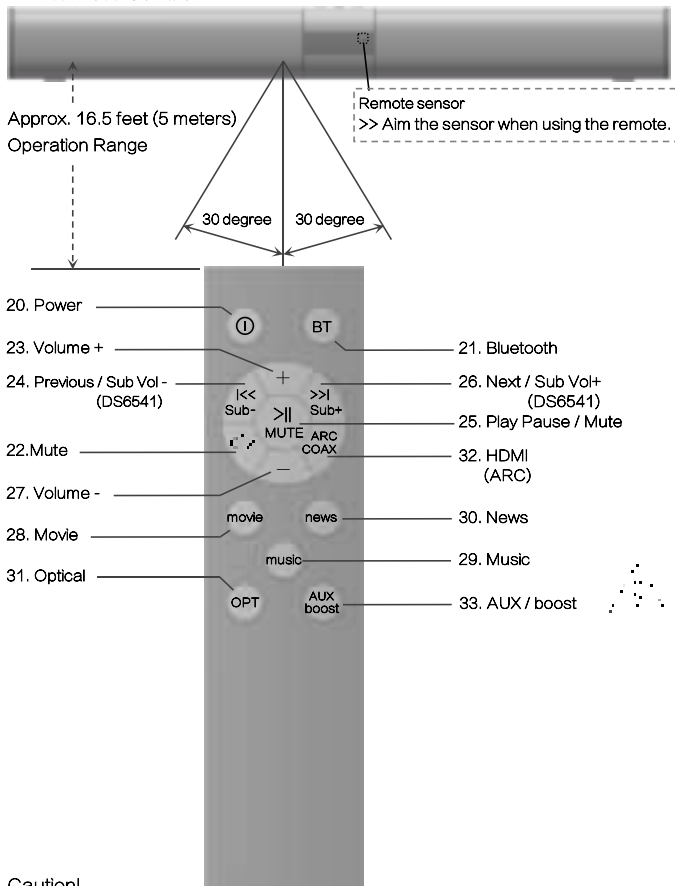 Approx. 16.5 feet (5 meters)
Operation Range
Remote sensor
>> Aim the sensor when using the remote.
30 degree
30 degree
20. Power
23. Volume +
24. Previous / Sub Vol -
(DS6541)
22.Mute
27. Volume -
28. Movie
31. Optical
BT
+
|<<
Sub-
>>|
Sub+
>||
MUTE
ARC
COAX
−
movie
news
music
OPT
AUX
boost
21. Bluetooth
26. Next / Sub Vol+
(DS6541)
25. Play Pause / Mute
32. HDMI
(ARC)
30. News
29. Music
33. AUX / boost
Caution!